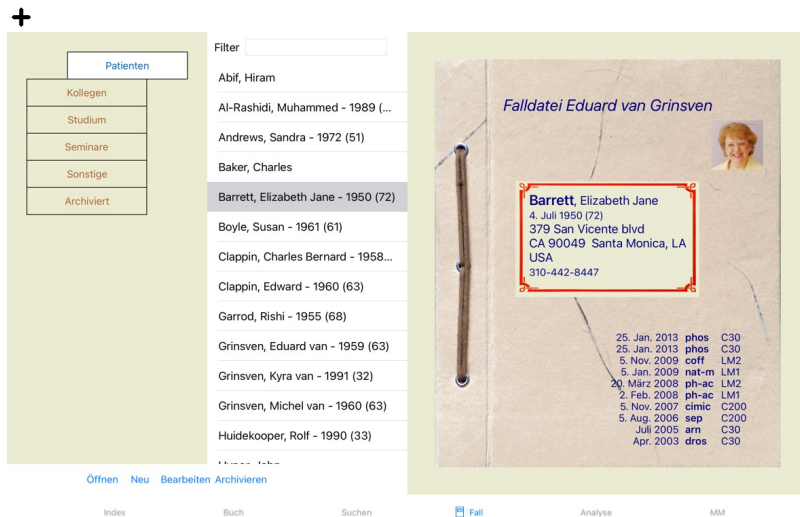 Patienten
Kollegen
Studium
Seminare
Sonstige
Archiviert
Filter
Abif, Hiram
Al-Rashidi, Muhammed - 1989 (...
Andrews, Sandra - 1972 (51)
Baker, Charles
Barrett, Elizabeth Jane - 1950 (72)
Boyle, Susan - 1961 (61)
Clappin, Charles Bernard - 1958...
Clappin, Edward - 1960 (63)
Garrod, Rishi - 1955 (68)
Grinsven, Eduard van - 1959 (63)
Grinsven, Kyra van - 1991 (32)
Grinsven, Michel van - 1960 (63)
Huidekooper, Rolf - 1990 (33)
Öffnen Neu Bearbeiten Archivieren
Falldatei Eduard van Grinsven
Barrett, Elizabeth Jane
4. Juli 1950 (72)
379 San Vicente blvd
CA 90049 Santa Monica, LA
USA
310-442-8447
25. Jan. 2013 phos C30
25. Jan. 2013 phos C30
5. Nov. 2009 coff LM2
5. Jan. 2009 nat-m LM1
20. März 2008 ph-ac LM2
2. Feb. 2008 ph-ac LM1
5. Nov. 2007 cimic C200
5. Aug. 2006 sep C200
Juli 2005 arn C30
Apr. 2003 dros C30
Index Buch Suchen Fall Analyse MM